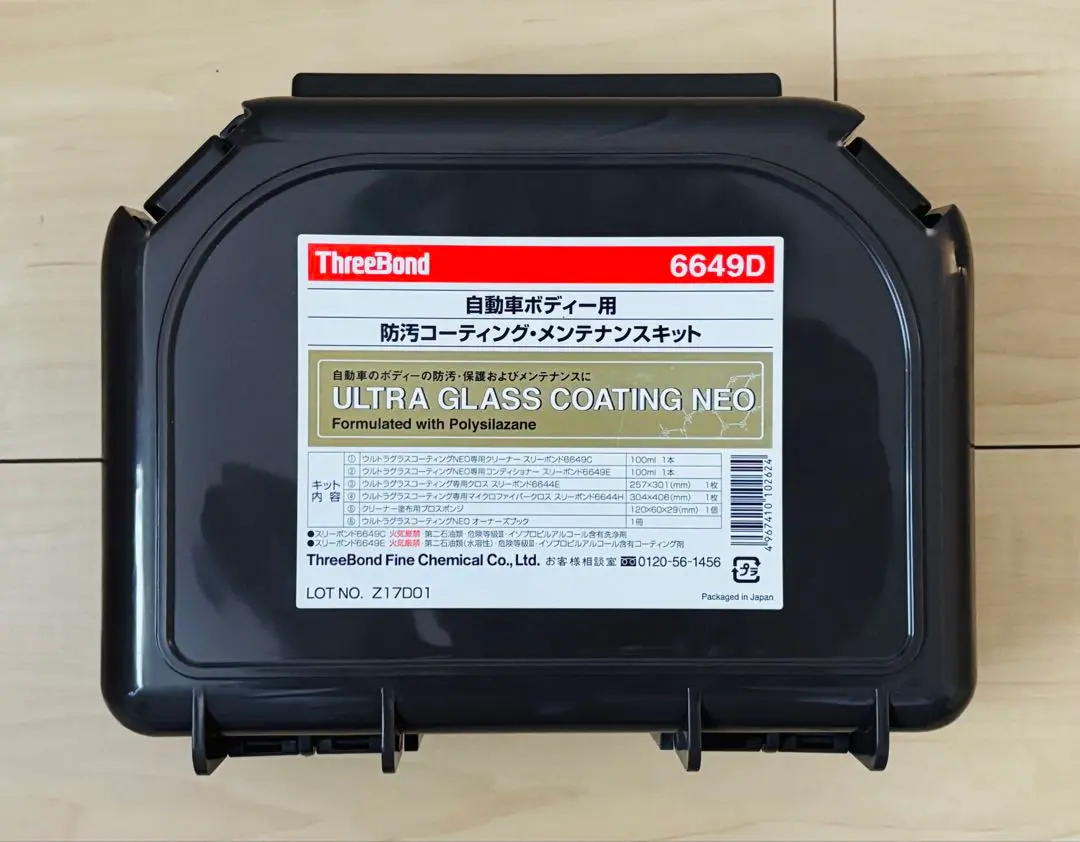 ThreeBond 6649D
自動車ボディー用
防汚コーティング・メンテナンスキット
自動車のボディーの防汚・保護およびメンテナンスに
ULTRA GLASS COATING NEO
Formulated with Polysilazane
キット内容
① ウルトラグラスコーティングNEO専用クリーナー スリーボンド6649C 100ml 1本
② ウルトラグラスコーティングNEO専用コンディショナー スリーボンド6649E 100ml 1本
③ ウルトラグラスコーティング専用クロス スリーボンド6644E 257×301(mm) 1枚
④ ウルトラグラスコーティング専用マイクロファイバークロス スリーボンド6644H 304×406(mm) 1枚
⑤ クリーナー塗布用プロスポンジ 120×60×29(mm) 1個
⑥ ウルトラグラスコーティングNEO オーナーズブック 1冊
●スリーボンド6649C 火気厳禁・第二石油類・危険等級Ⅲ・イソプロピルアルコール含有洗浄剤
●スリーボンド6649E 火気厳禁・第二石油類(水溶性)・危険等級Ⅲ・イソプロピルアルコール含有コーティング剤
4967410102624
ThreeBond Fine Chemical Co., Ltd. お客様相談室 0120-56-1456
プラ
LOT NO. Z17D01
Packaged in Japan